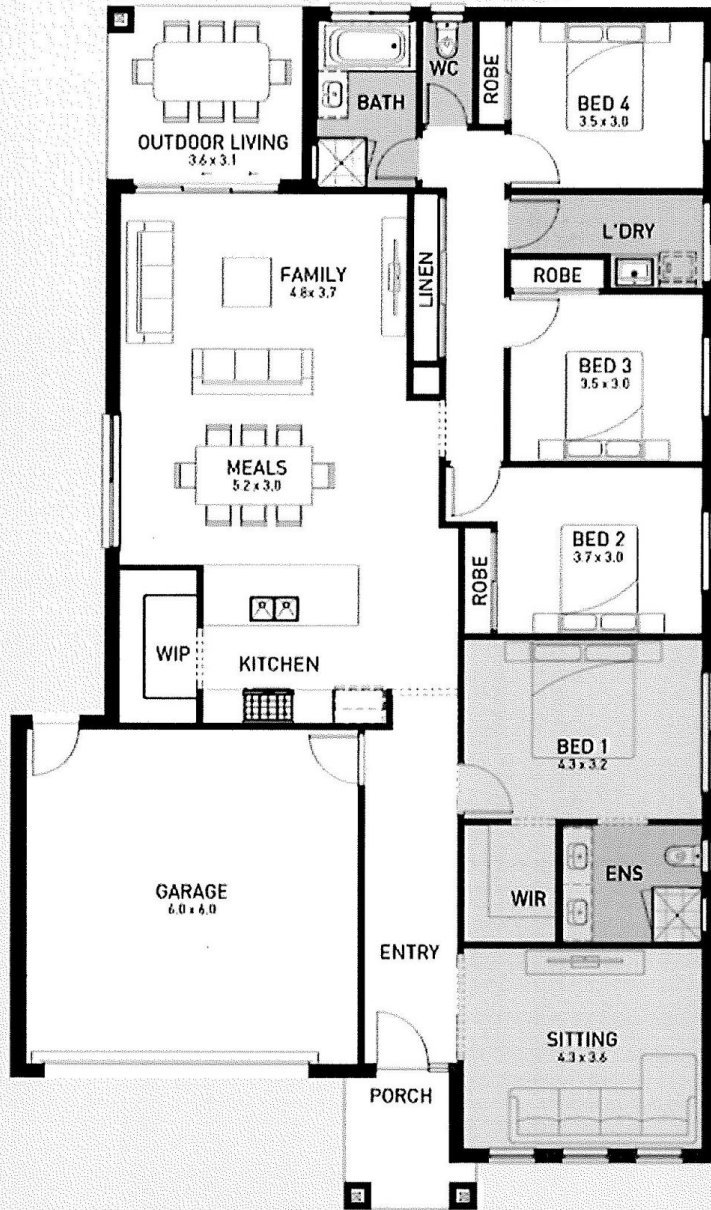 WC
ROBE
BATH
BED 4
3.5 x 3.0
OUTDOOR LIVING
3.6 x 3.1
L'DRY
FAMILY
4.8 x 3.7
LINEN
ROBE
BED 3
3.5 x 3.0
MEALS
5.2 x 3.0
BED 2
3.7 x 3.0
ROBE
WIP
KITCHEN
BED 1
4.3 x 3.2
GARAGE
6.0 x 6.0
WIR
ENS
ENTRY
SITTING
4.3 x 3.6
PORCH